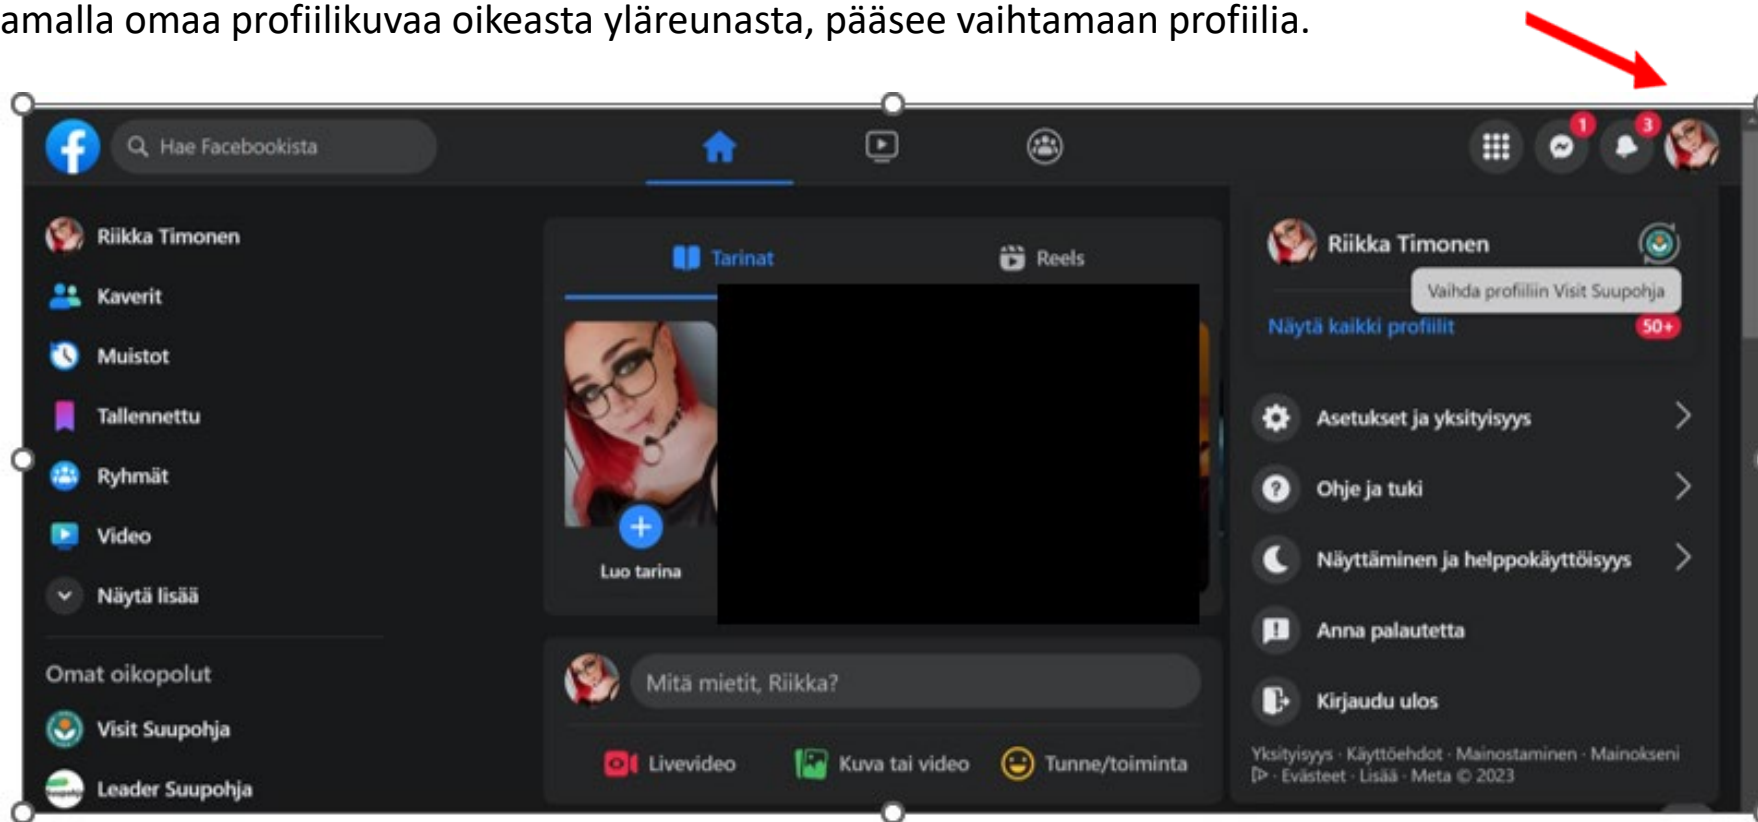 amalla omaa profiilikuvaa oikeasta yläreunasta, pääsee vaihtamaan profiilia.
Hae Facebookista
1
3
Riikka Timonen
Kaverit
Muistot
Tallennettu
Ryhmät
Video
Näytä lisää
Omat oikopolut
Visit Suupohja
Leader Suupohja
Tarinat
Reels
Luo tarina
Mitä mietit, Riikka?
Livevideo
Kuva tai video
Tunne/toiminta
Riikka Timonen
Vaihda profiiliin Visit Suupohja
Näytä kaikki profiilit
50+
Asetukset ja yksityisyys
Ohje ja tuki
Näyttäminen ja helppokäyttöisyys
Anna palautetta
Kirjaudu ulos
Yksityisyys · Käyttöehdot · Mainostaminen · Mainokseni
· Evästeet · Lisää · Meta © 2023